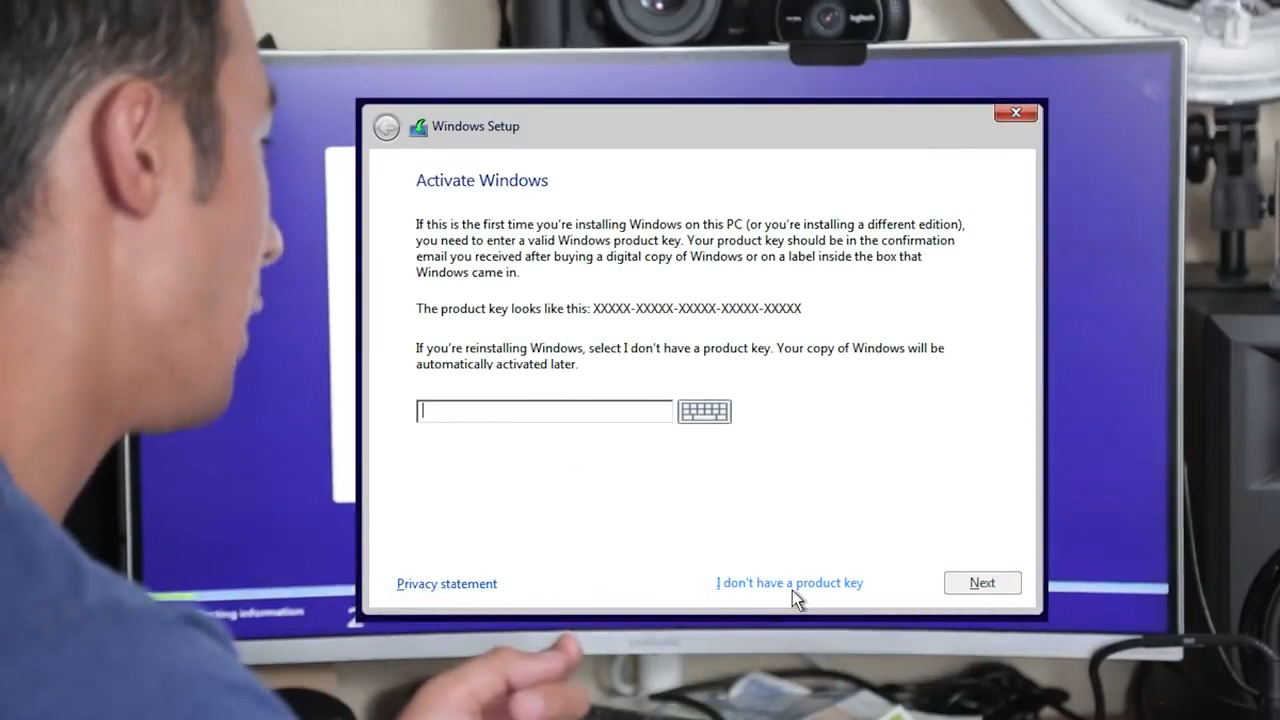 logitech
Windows Setup
Activate Windows
If this is the first time you're installing Windows on this PC (or you're installing a different edition),
you need to enter a valid Windows product key. Your product key should be in the confirmation
email you received after buying a digital copy of Windows or on a label inside the box that
Windows came in.
The product key looks like this: XXXXX-XXXXX-XXXXX-XXXXX-XXXXX
If you're reinstalling Windows, select I don't have a product key. Your copy of Windows will be
automatically activated later.
Privacy statement
I don't have a product key
Next
information